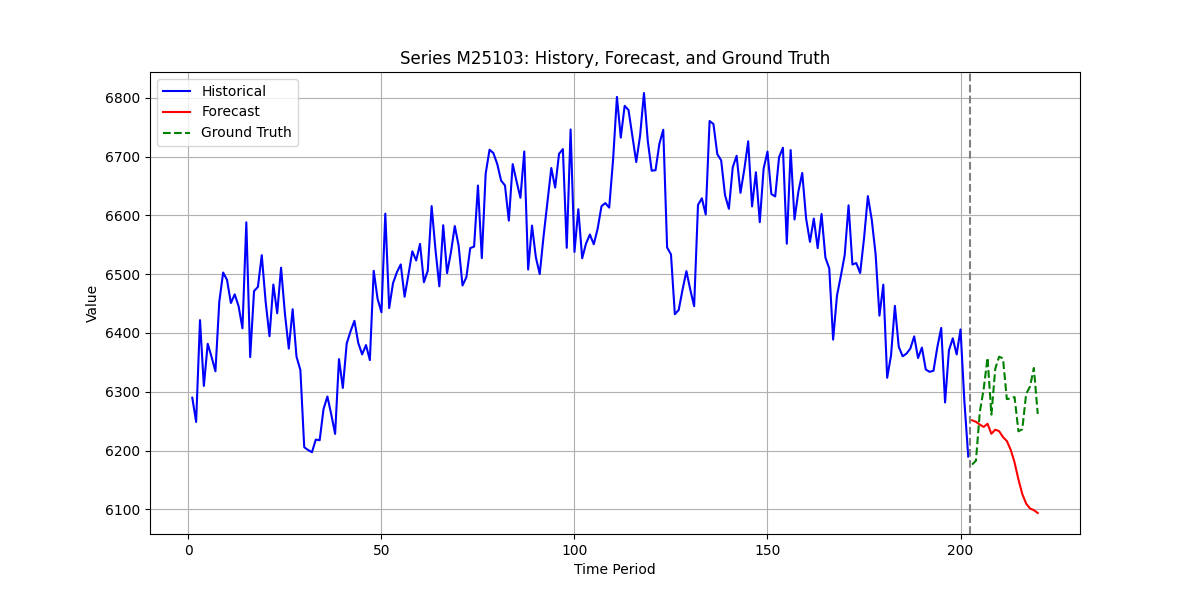 Series M25103: History, Forecast, and Ground Truth
Historical
Forecast
Ground Truth
6800
6700
6600
6500
6400
6300
6200
6100
Value
0
50
100
150
200
Time Period